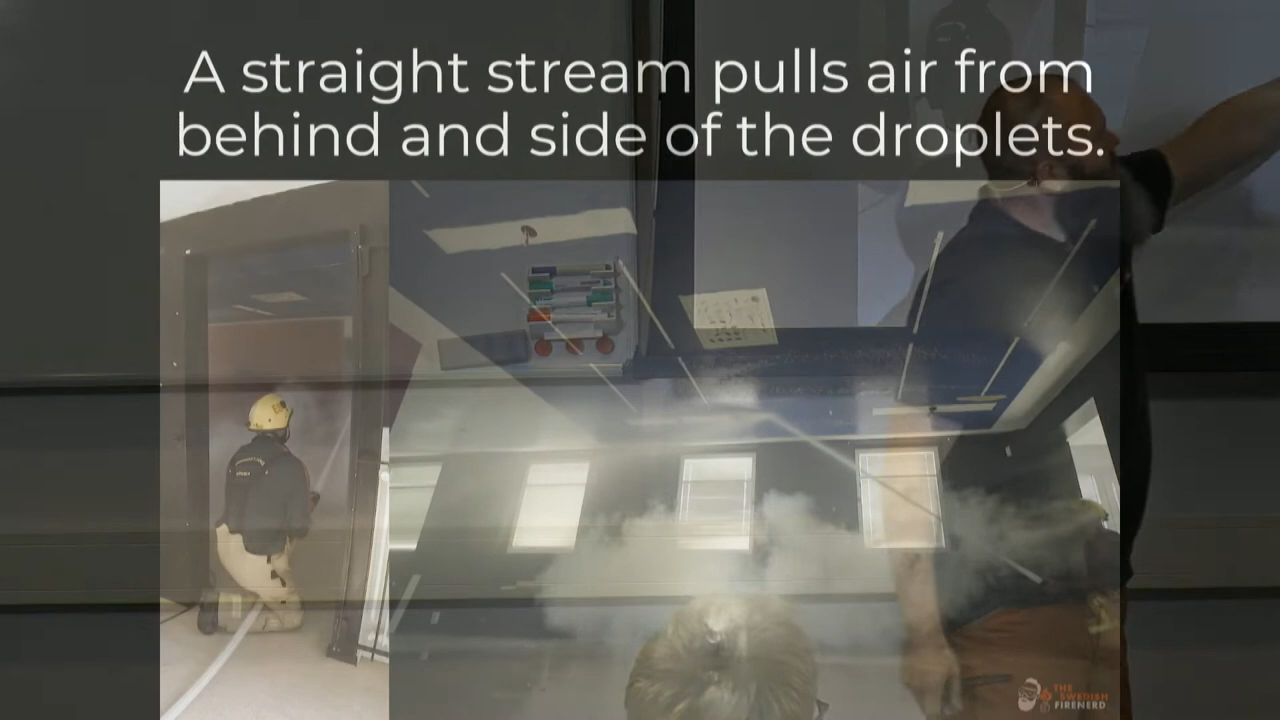 A straight stream pulls air from
behind and side of the droplets.
THE
SWEDISH
FIRENERD